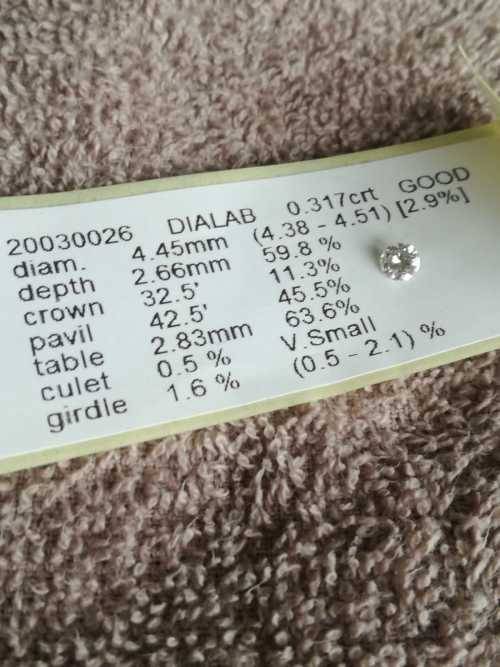 20030026 DIALAB 0.317crt GOOD
diam. 4.45mm (4.38 - 4.51) [2.9%]
depth 2.66mm 59.8 %
crown 32.5' 11.3%
pavil 42.5' 45.5%
table 2.83mm 63.6%
culet 0.5 % V.Small
girdle 1.6 % (0.5 - 2.1) %